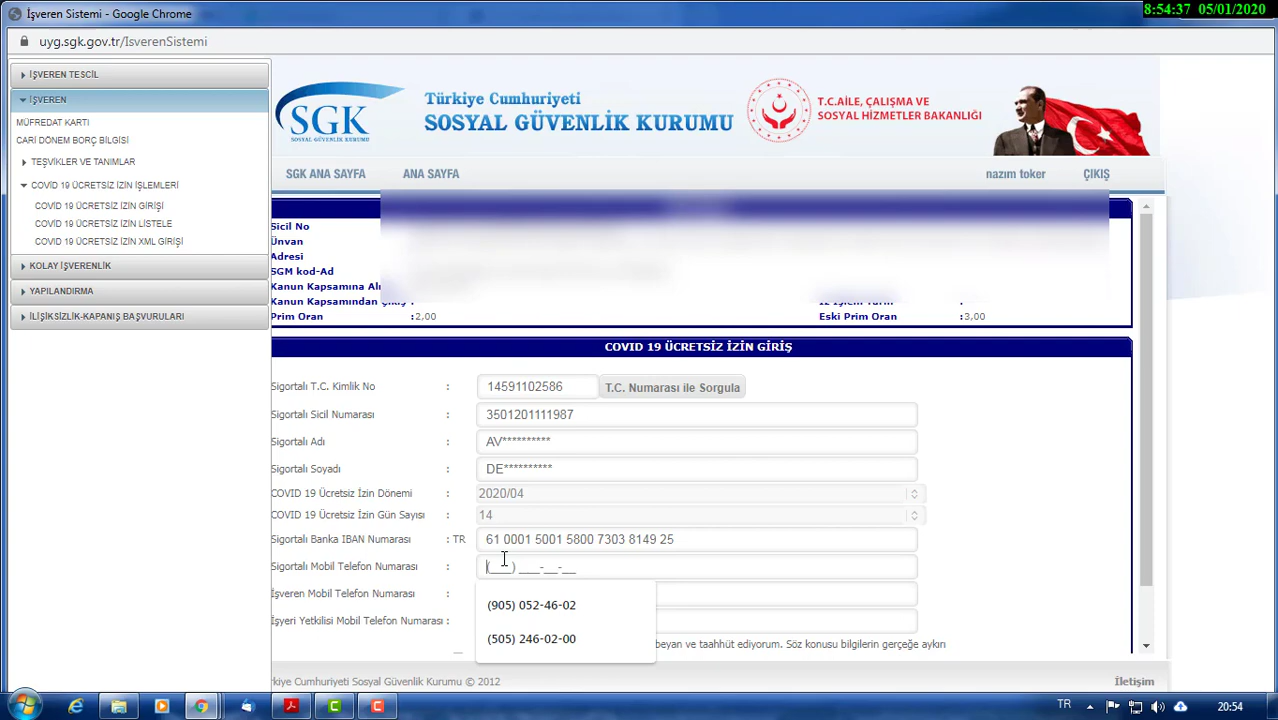 8:54:37 05/01/2020
İşveren Sistemi - Google Chrome
uyg.sgk.gov.tr/IsverenSistemi
İŞVEREN TESCİL
İŞVEREN
MÜFREDAT KARTI
CARİ DÖNEM BORÇ BİLGİSİ
TEŞVİKLER VE TANIMLAR
COVİD 19 ÜCRETSİZ İZİN İŞLEMLERİ
COVİD 19 ÜCRETSİZ İZİN GİRİŞİ
COVİD 19 ÜCRETSİZ İZİN LİSTELE
COVİD 19 ÜCRETSİZ İZİN XML GİRİŞİ
KOLAY İŞVERENLİK
YAPILANDIRMA
İLİŞİKSİZLİK-KAPANIŞ BAŞVURULARI
SGK
Türkiye Cumhuriyeti
SOSYAL GÜVENLİK KURUMU
T.C.AİLE, ÇALIŞMA VE
SOSYAL HİZMETLER BAKANLIĞI
SGK ANA SAYFA
ANA SAYFA
nazım toker
ÇIKIŞ
Sicil No
Ünvan
Adresi
SGM kod-Ad
Kanun Kapsamına Alı
Kanun Kapsamından
Prim Oran :2,00
Eski Prim Oran :3,00
COVID 19 ÜCRETSİZ İZİN GİRİŞ
Sigortalı T.C. Kimlik No : 14591102586 T.C. Numarası ile Sorgula
Sigortalı Sicil Numarası : 3501201111987
Sigortalı Adı : AV**********
Sigortalı Soyadı : DE**********
COVID 19 Ücretsiz İzin Dönemi : 2020/04
COVID 19 Ücretsiz İzin Gün Sayısı : 14
Sigortalı Banka IBAN Numarası : TR 61 0001 5001 5800 7303 8149 25
Sigortalı Mobil Telefon Numarası : (___) ___-__-__
İşveren Mobil Telefon Numarası :
İşyeri Yetkilisi Mobil Telefon Numarası :
(905) 052-46-02
(505) 246-02-00
beyan ve taahhüt ediyorum. Söz konusu bilgilerin gerçeğe aykırı
rkiye Cumhuriyeti Sosyal Güvenlik Kurumu © 2012
İletişim
TR
20:54